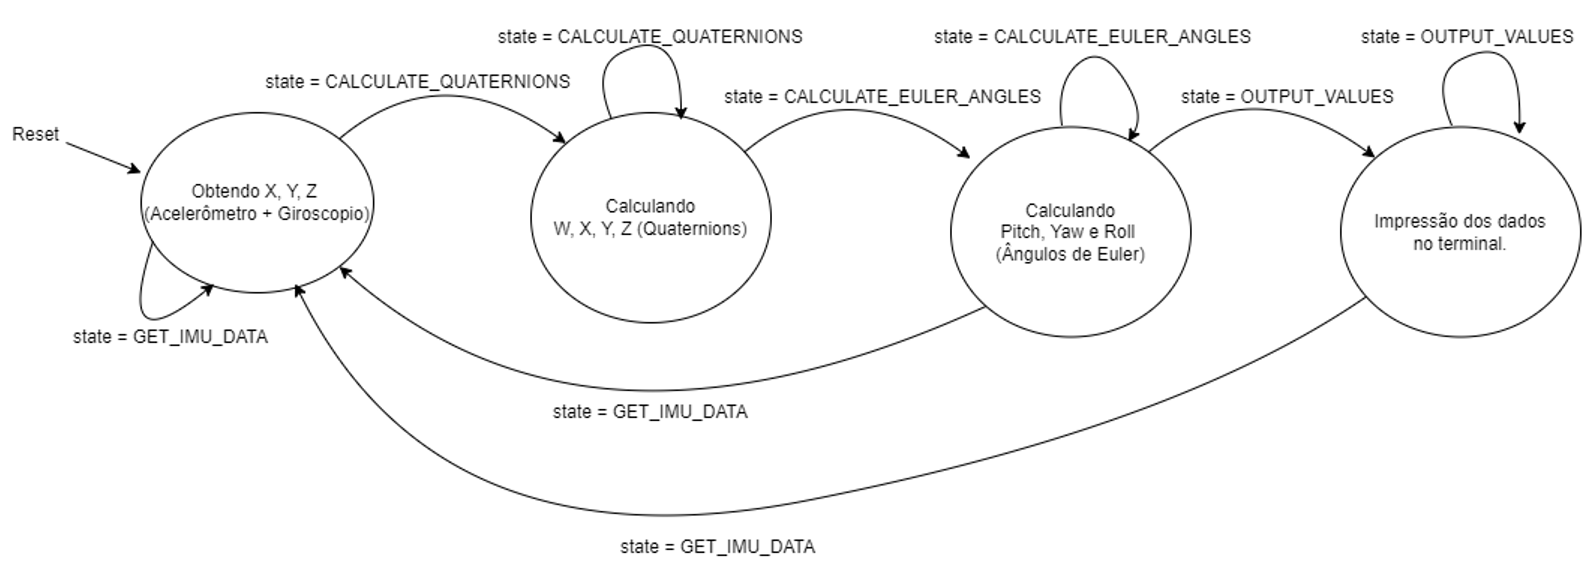 state = CALCULATE_QUATERNIONS
state = CALCULATE_EULER_ANGLES
state = OUTPUT_VALUES
state = CALCULATE_QUATERNIONS
state = CALCULATE_EULER_ANGLES
state = OUTPUT_VALUES
Reset
Obtendo X, Y, Z
(Acelerômetro + Giroscopio)
Calculando
W, X, Y, Z (Quaternions)
Calculando
Pitch, Yaw e Roll
(Ângulos de Euler)
Impressão dos dados
no terminal.
state = GET_IMU_DATA
state = GET_IMU_DATA
state = GET_IMU_DATA